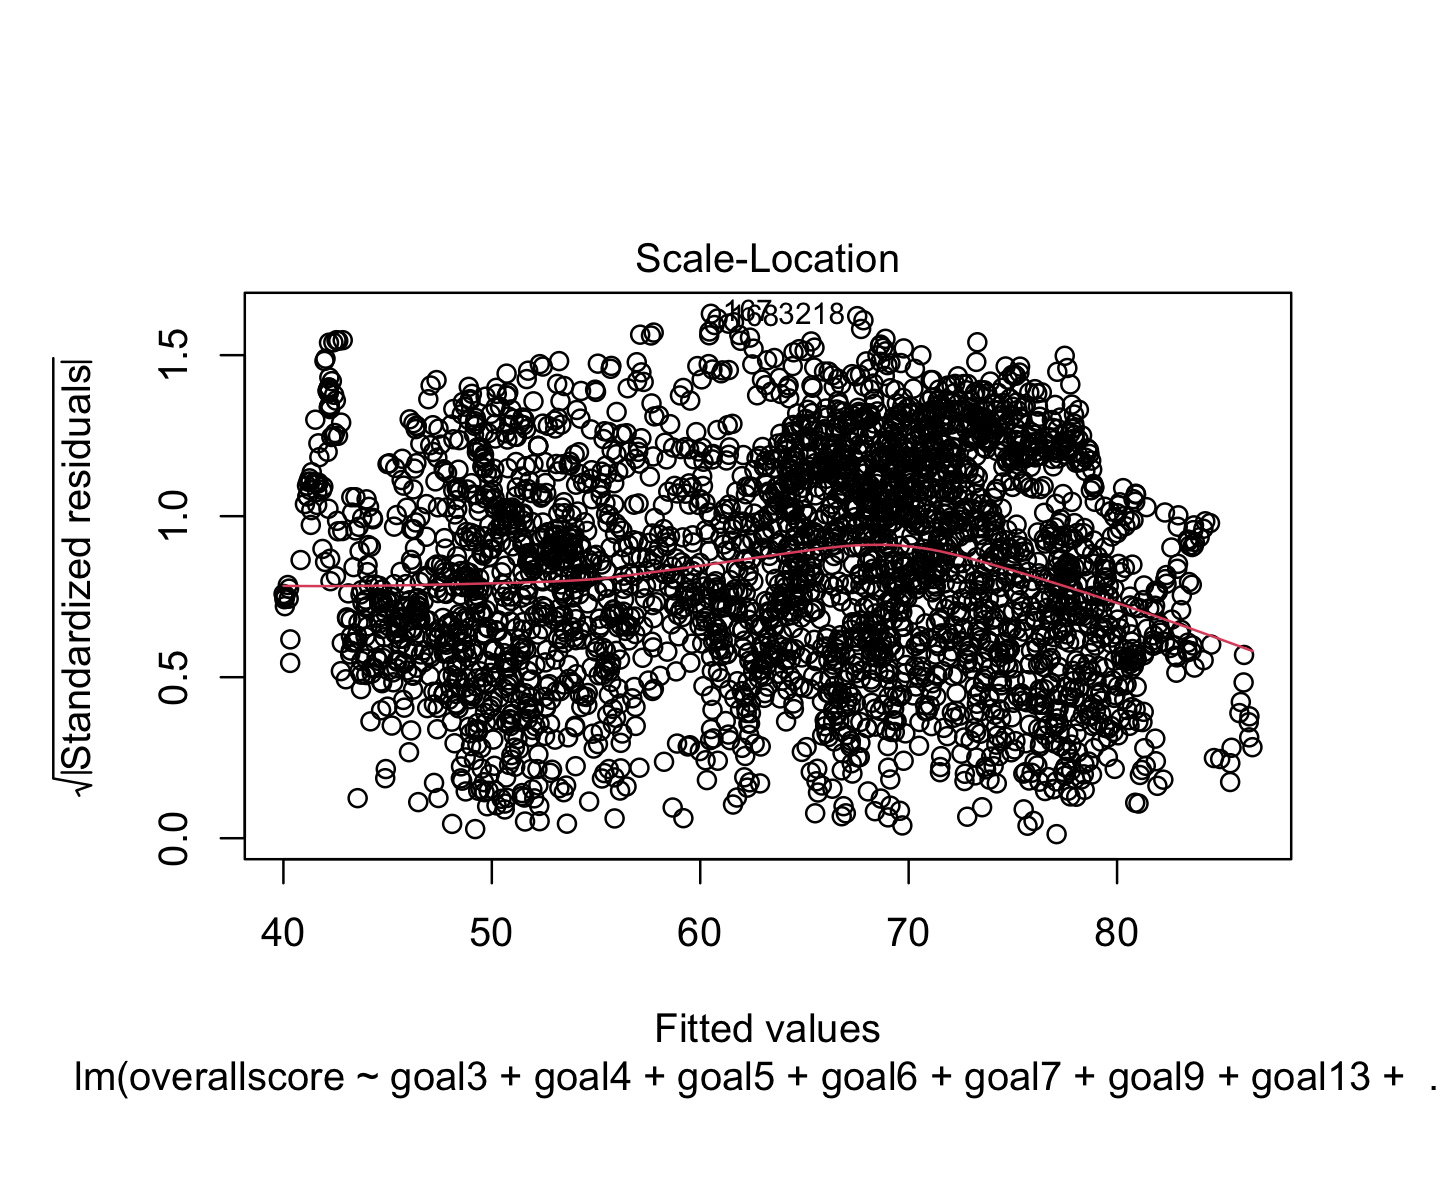 Scale-Location
3218
√|Standardized residuals|
0.0 0.5 1.0 1.5
40 50 60 70 80
Fitted values
lm(overallscore ~ goal3 + goal4 + goal5 + goal6 + goal7 + goal9 + goal13 + .